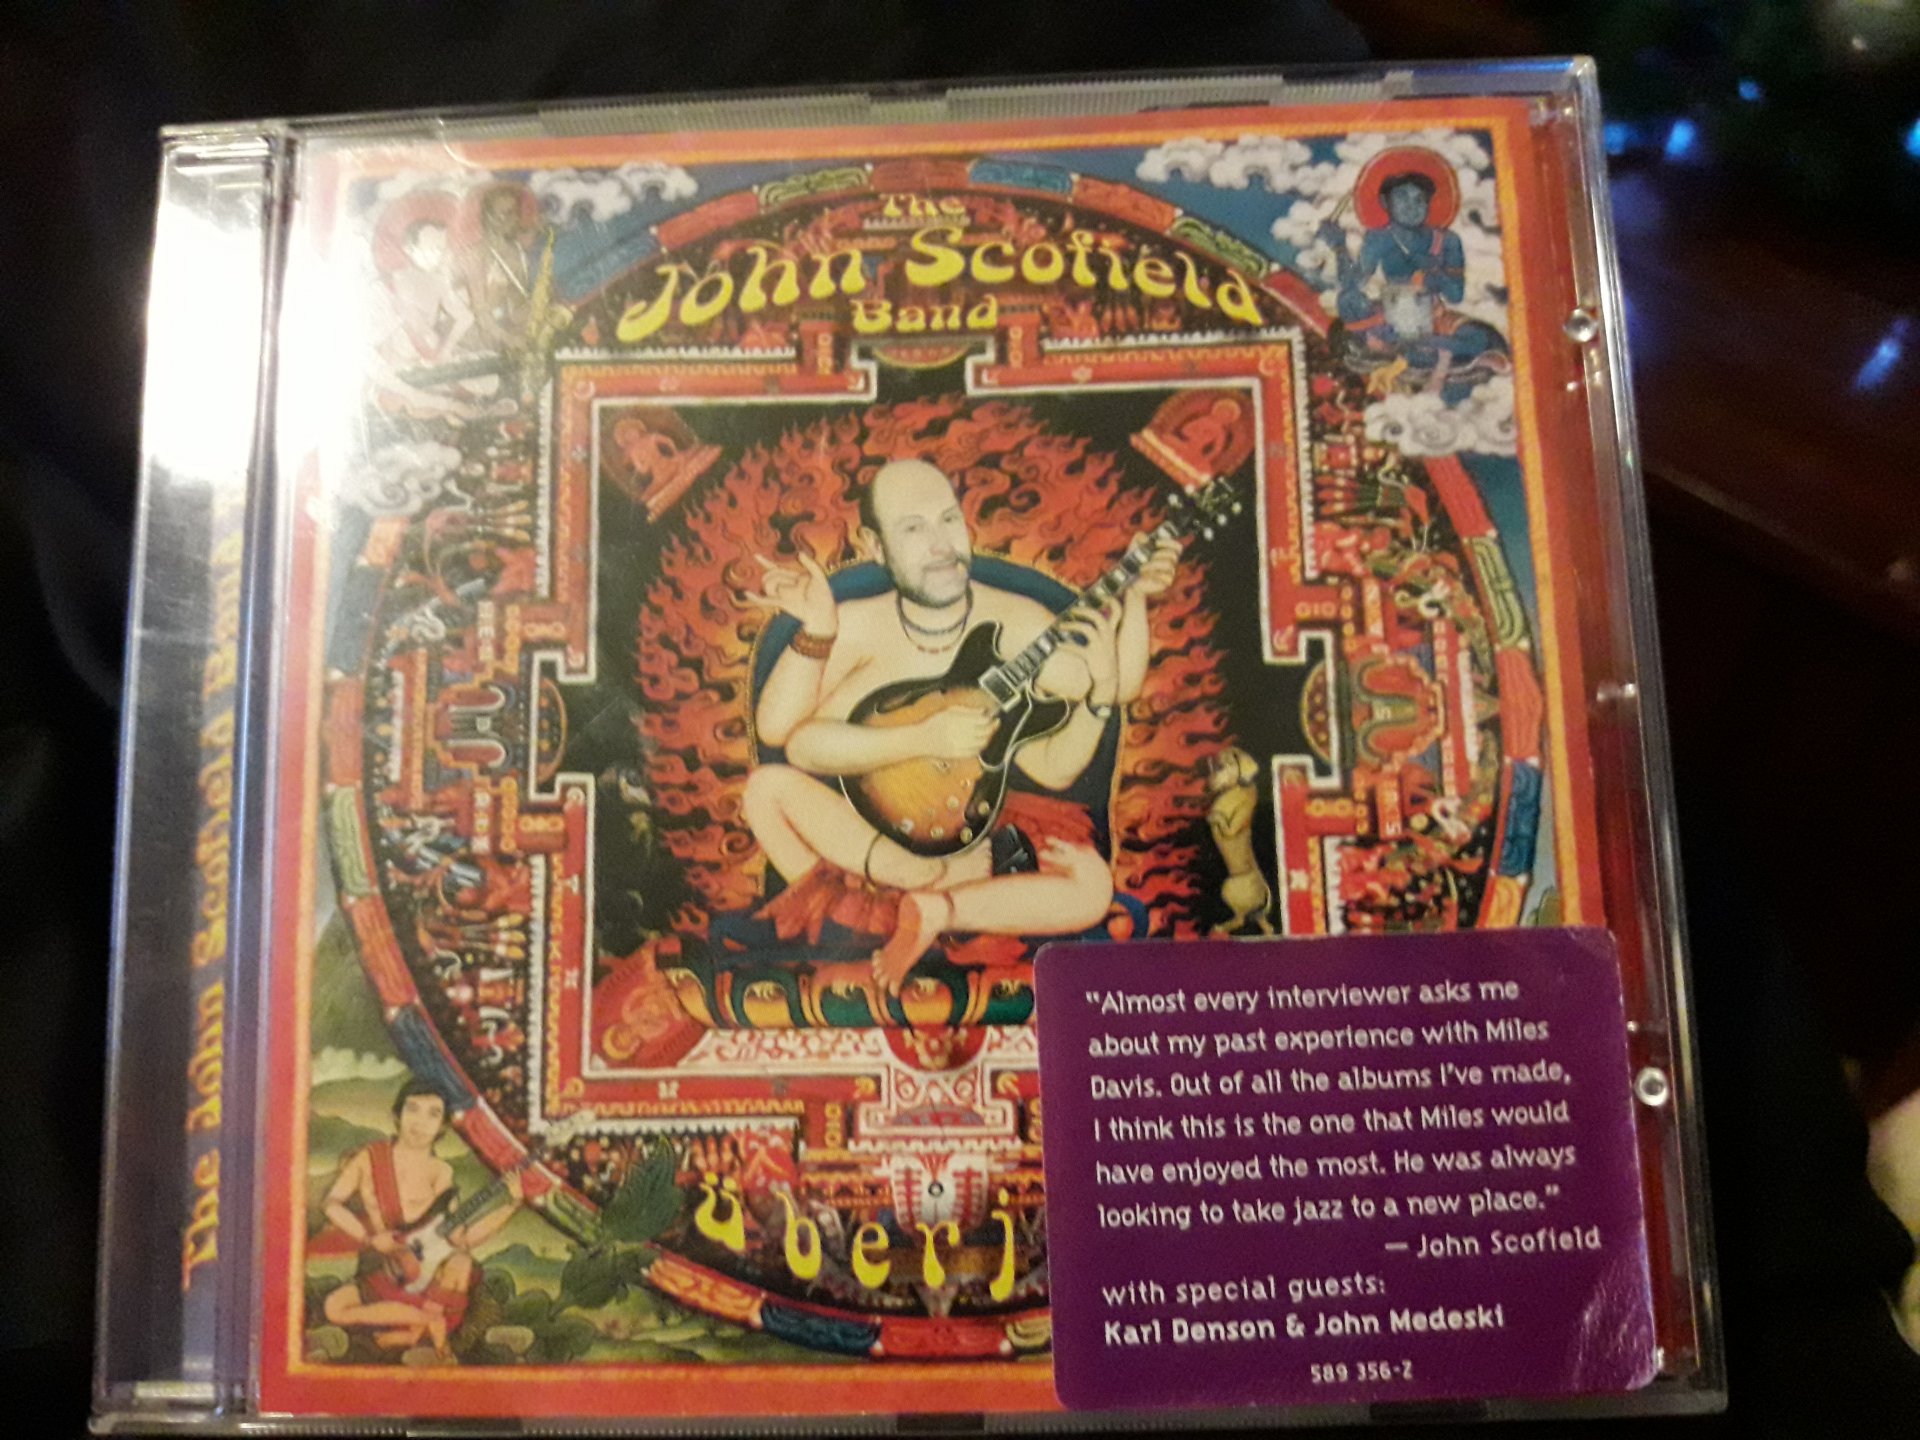 The
John Scofield
Band
überj
The John Scofield Band
"Almost every interviewer asks me
about my past experience with Miles
Davis. Out of all the albums I've made,
I think this is the one that Miles would
have enjoyed the most. He was always
looking to take jazz to a new place."
— John Scofield
with special guests:
Karl Denson & John Medeski
589 356-2